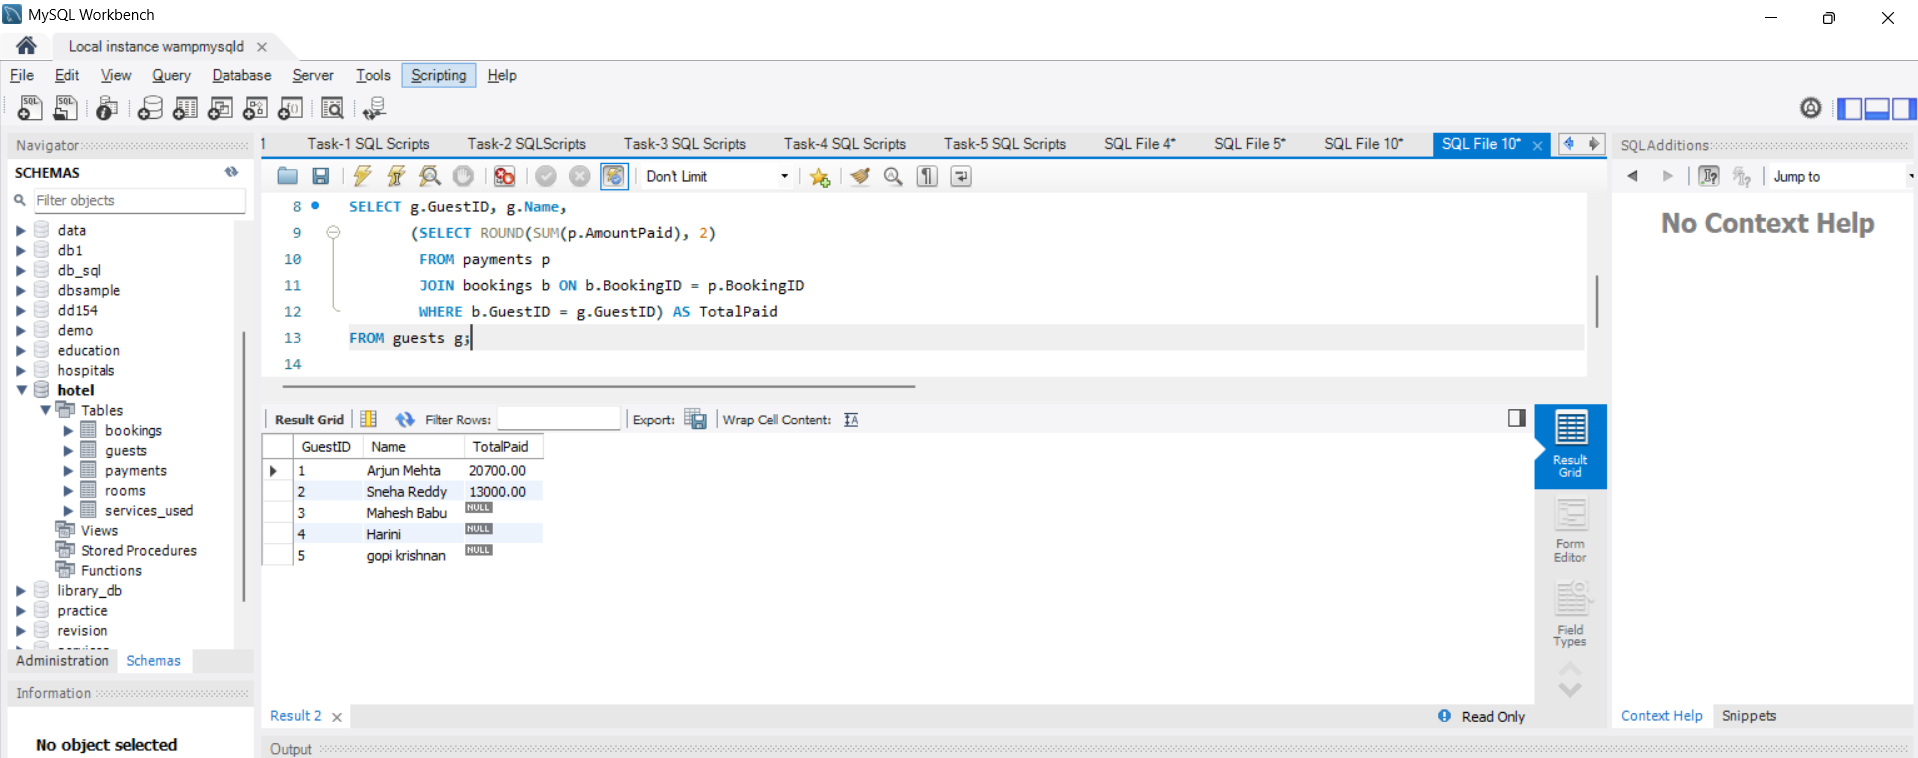 MySQL Workbench
Local instance wampmysqld
File Edit View Query Database Server Tools Scripting Help
Navigator
1 Task-1 SQL Scripts Task-2 SQLScripts Task-3 SQL Scripts Task-4 SQL Scripts Task-5 SQL Scripts SQL File 4* SQL File 5* SQL File 10* SQL File 10*
SQLAdditions
SCHEMAS
Don't Limit
Jump to
Filter objects
data
db1
db_sql
dbsample
dd154
demo
education
hospitals
hotel
Tables
bookings
guests
payments
rooms
services_used
Views
Stored Procedures
Functions
library_db
practice
revision
Administration Schemas
Information
No object selected
8 SELECT g.GuestID, g.Name,
9 (SELECT ROUND(SUM(p.AmountPaid), 2)
10 FROM payments p
11 JOIN bookings b ON b.BookingID = p.BookingID
12 WHERE b.GuestID = g.GuestID) AS TotalPaid
13 FROM guests g;
14
Result Grid Filter Rows: Export: Wrap Cell Content:
GuestID Name TotalPaid
1 Arjun Mehta 20700.00
2 Sneha Reddy 13000.00
3 Mahesh Babu NULL
4 Harini NULL
5 gopi krishnan NULL
Result
Grid
Form
Editor
Field
Types
Result 2
Read Only
Output
No Context Help
Context Help Snippets